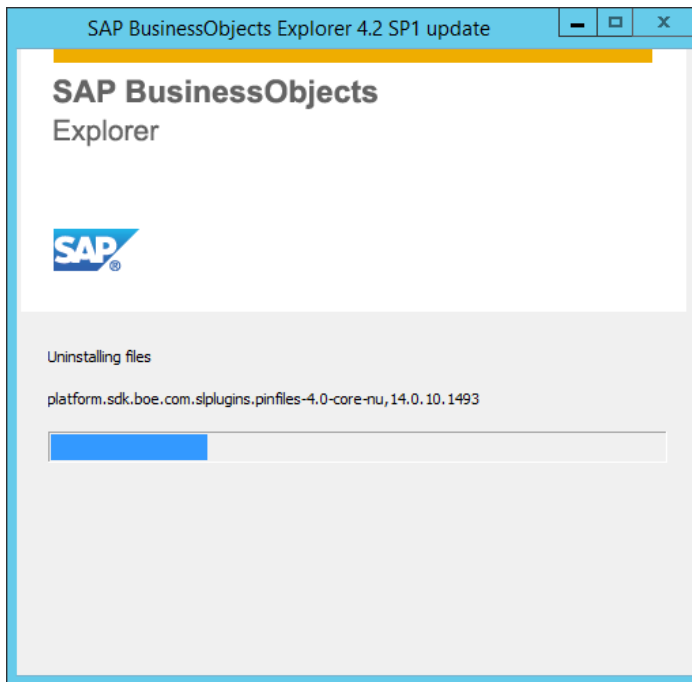 SAP BusinessObjects Explorer 4.2 SP1 update
SAP BusinessObjects
Explorer
SAP®
Uninstalling files
platform.sdk.boe.com.slplugins.pinfiles-4.0-core-nu,14.0.10.1493